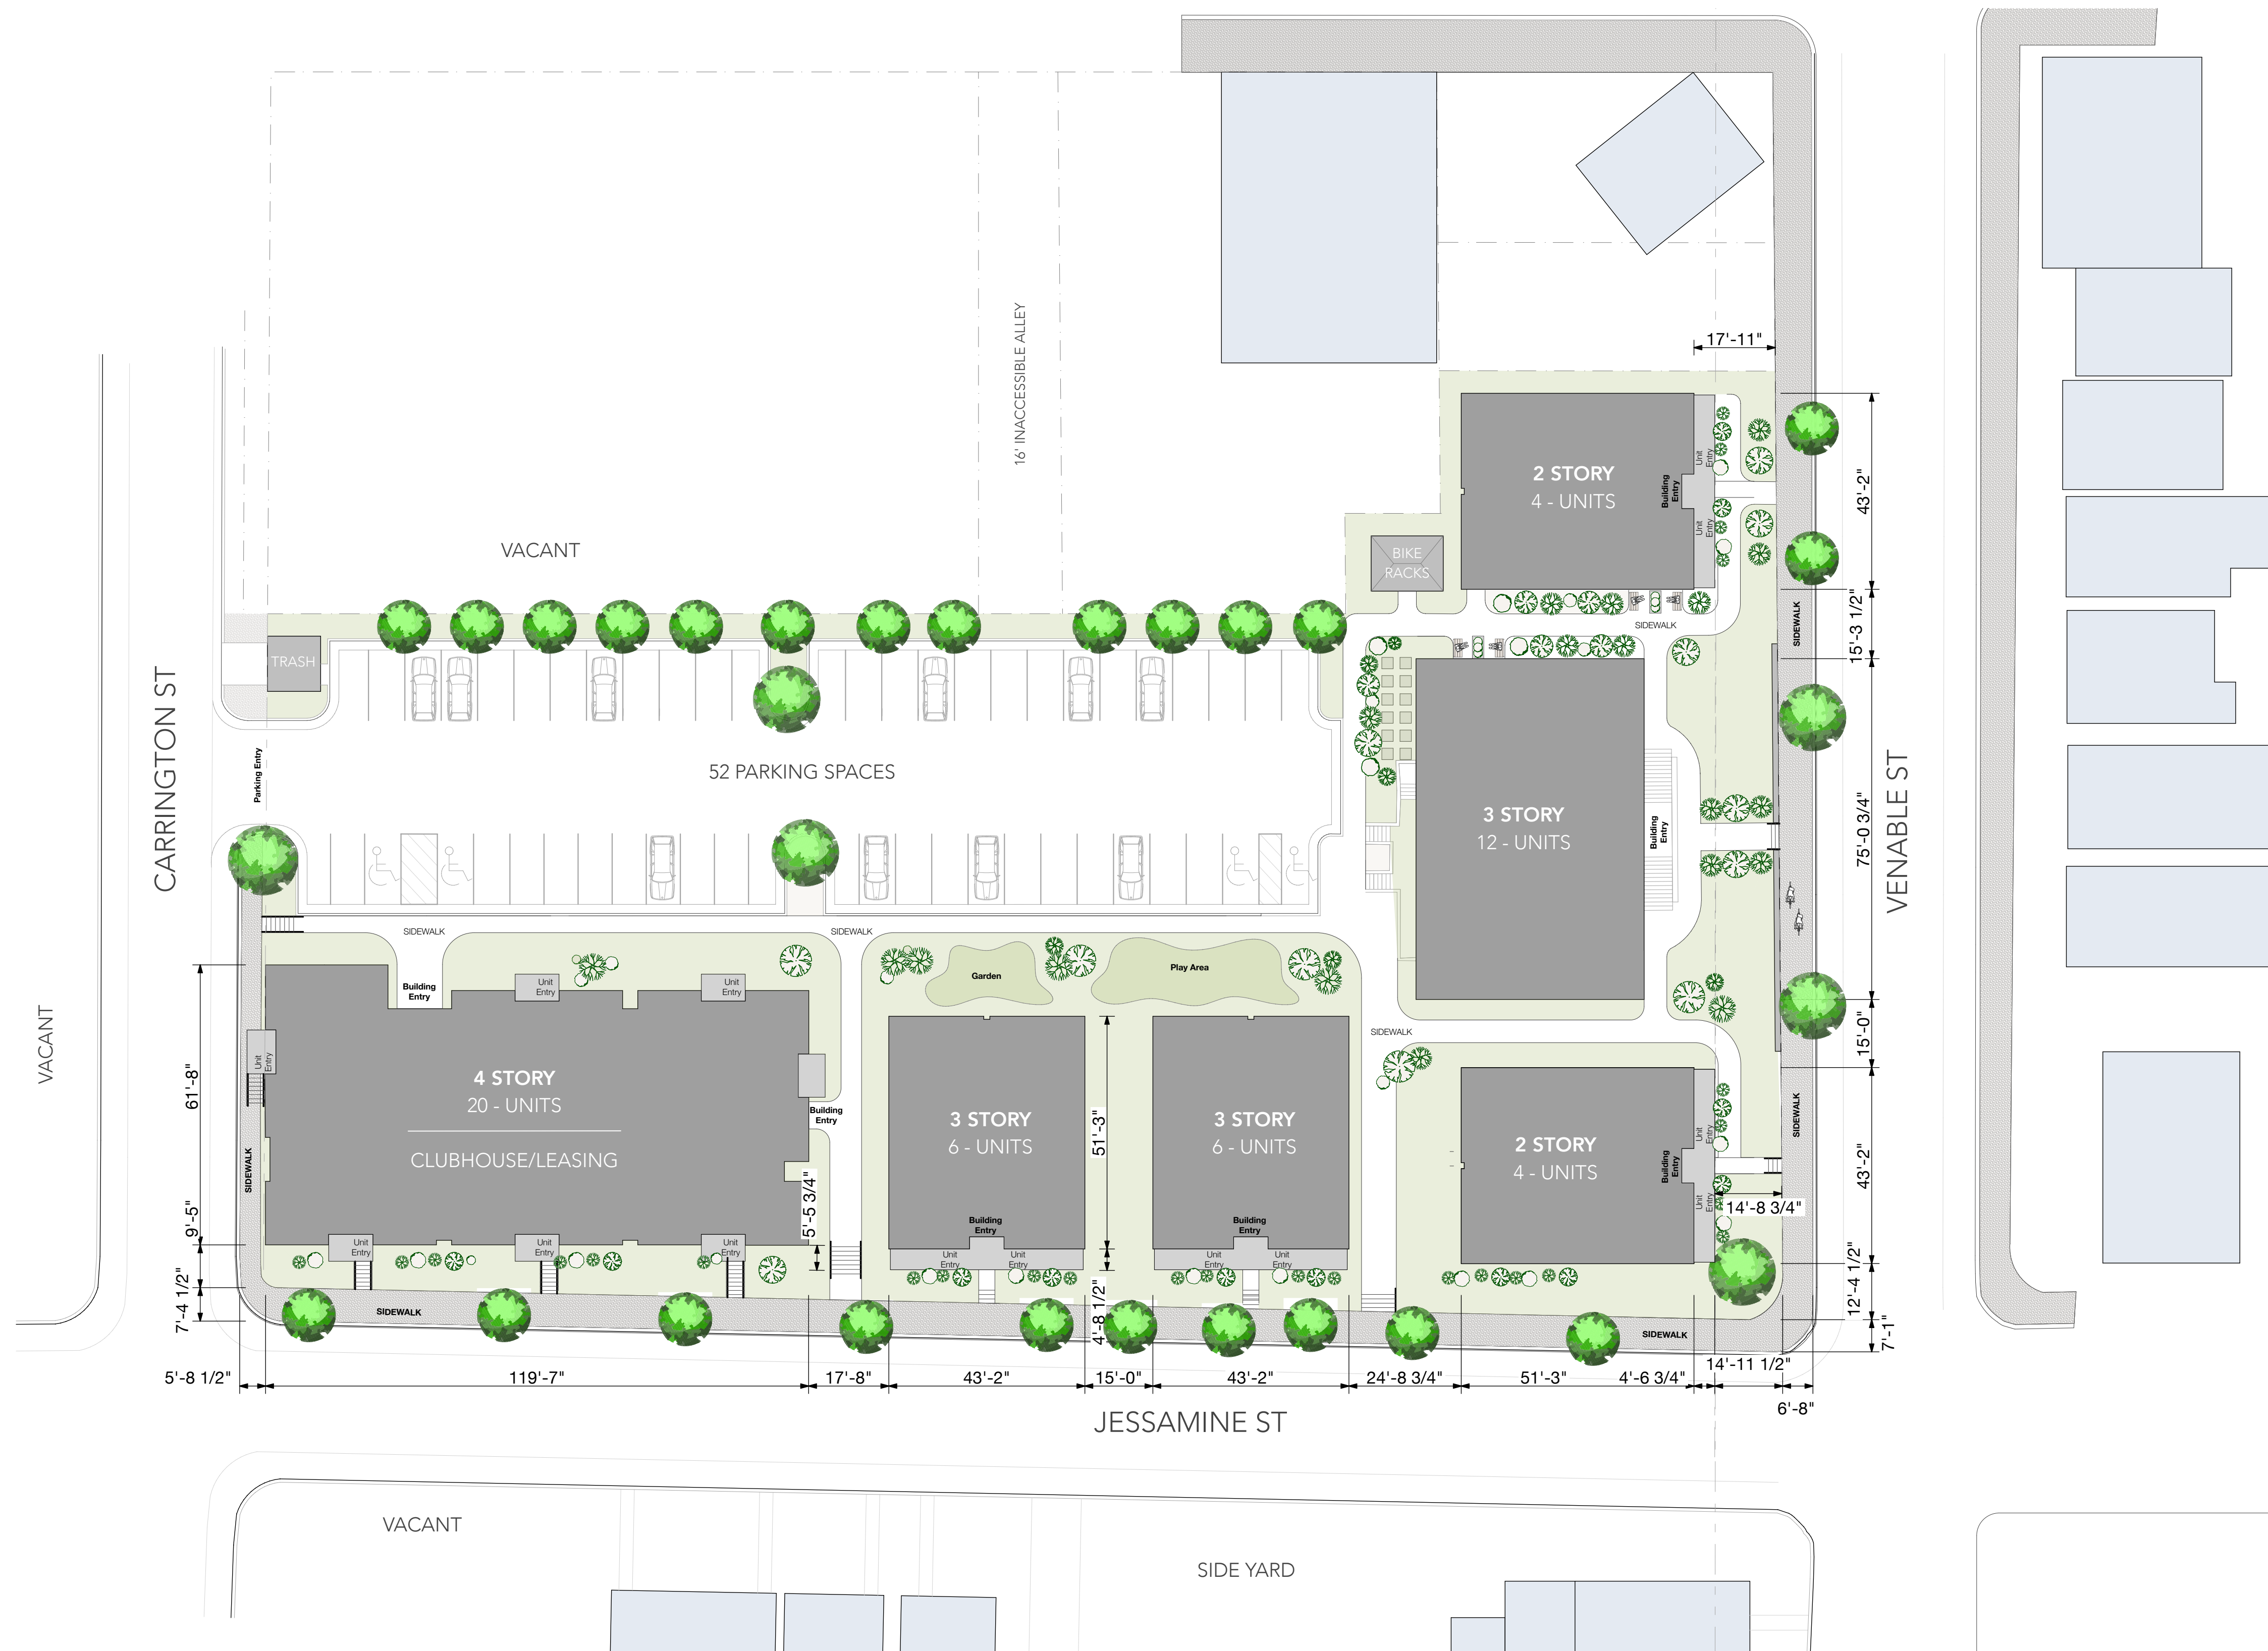 17'-11"
16' INACCESSIBLE ALLEY
2 STORY
4 - UNITS
Building
Entry
Unit
Entry
Unit
Entry
43'-2"
VACANT
BIKE
RACKS
15'-3 1/2"
SIDEWALK
SIDEWALK
TRASH
CARRINGTON ST
Parking Entry
52 PARKING SPACES
3 STORY
12 - UNITS
Building
Entry
75'-0 3/4"
VENABLE ST
SIDEWALK
SIDEWALK
Building
Entry
Unit
Entry
Unit
Entry
Garden
Play Area
SIDEWALK
15'-0"
VACANT
Unit
Entry
61'-8"
4 STORY
20 - UNITS
CLUBHOUSE/LEASING
Building
Entry
3 STORY
6 - UNITS
51'-3"
3 STORY
6 - UNITS
2 STORY
4 - UNITS
Building
Entry
Unit
Entry
Unit
Entry
SIDEWALK
43'-2"
14'-8 3/4"
SIDEWALK
9'-5"
5'-5 3/4"
Building
Entry
Building
Entry
Unit
Entry
Unit
Entry
Unit
Entry
Unit
Entry
Unit
Entry
Unit
Entry
Unit
Entry
7'-4 1/2"
4'-8 1/2"
12'-4 1/2"
7'-1"
SIDEWALK
SIDEWALK
5'-8 1/2"
119'-7"
17'-8"
43'-2"
15'-0"
43'-2"
24'-8 3/4"
51'-3"
4'-6 3/4"
14'-11 1/2"
6'-8"
JESSAMINE ST
VACANT
SIDE YARD